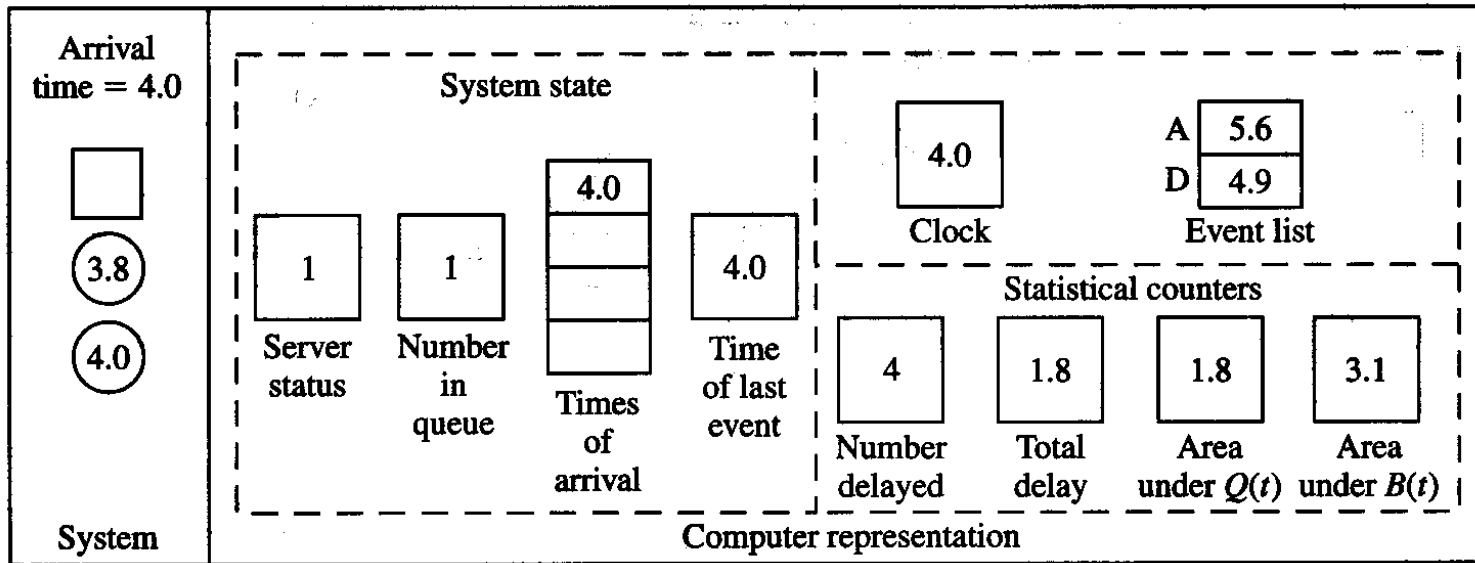 Arrival
time = 4.0
3.8
4.0
System
System state
1
Server
status
1
Number
in
queue
4.0
Times
of
arrival
4.0
Time
of last
event
4.0
Clock
A 5.6
D 4.9
Event list
Statistical counters
4
Number
delayed
1.8
Total
delay
1.8
Area
under Q(t)
3.1
Area
under B(t)
Computer representation